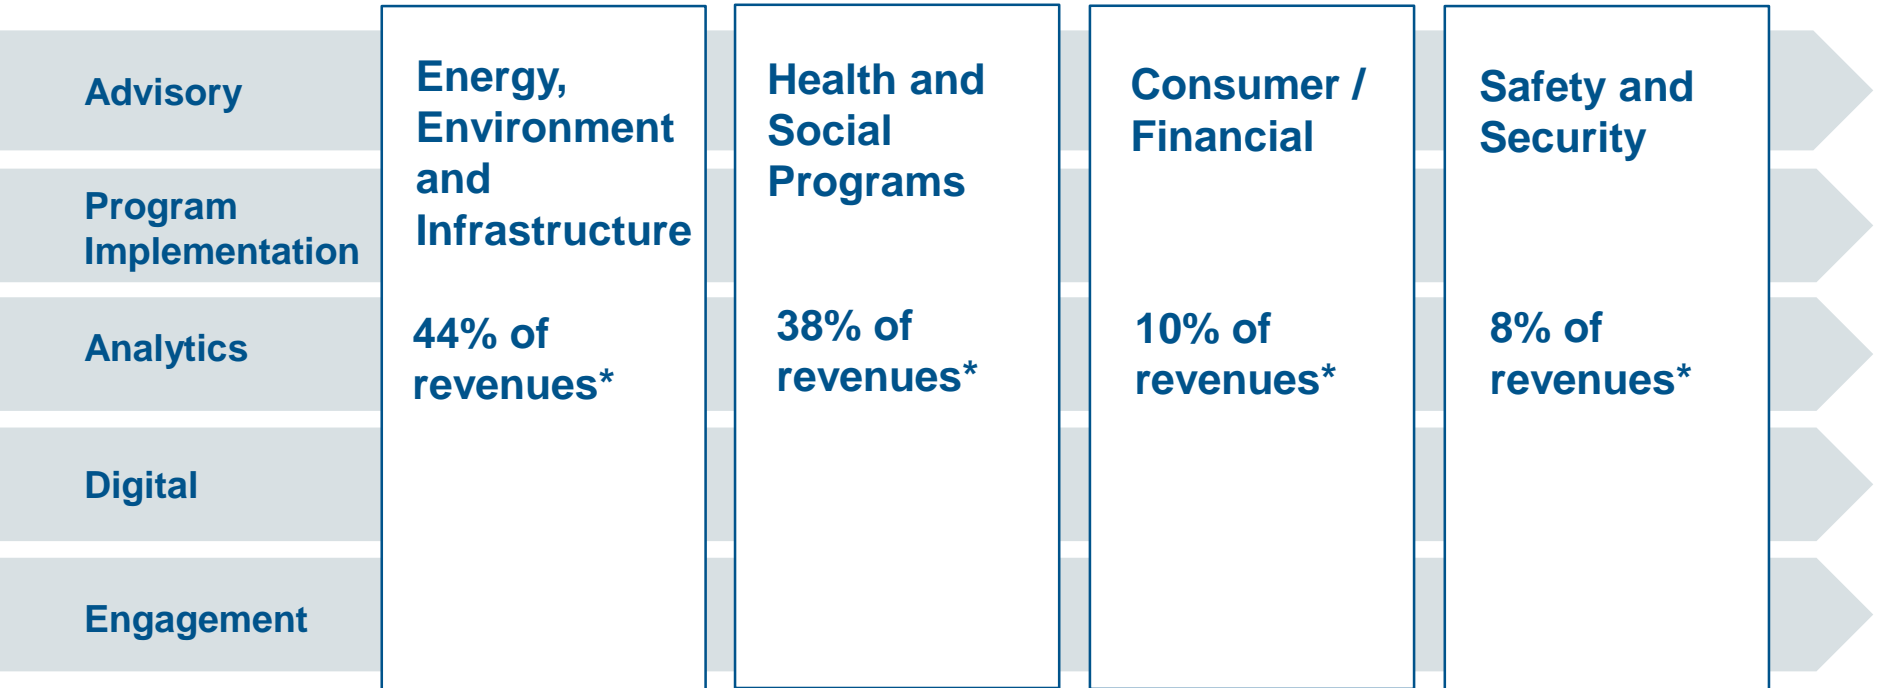 Advisory
Program
Implementation
Analytics
Digital
Engagement
Energy,
Environment
and
Infrastructure
44% of
revenues*
Health and
Social
Programs
38% of
revenues*
Consumer /
Financial
10% of
revenues*
Safety and
Security
8% of
revenues*